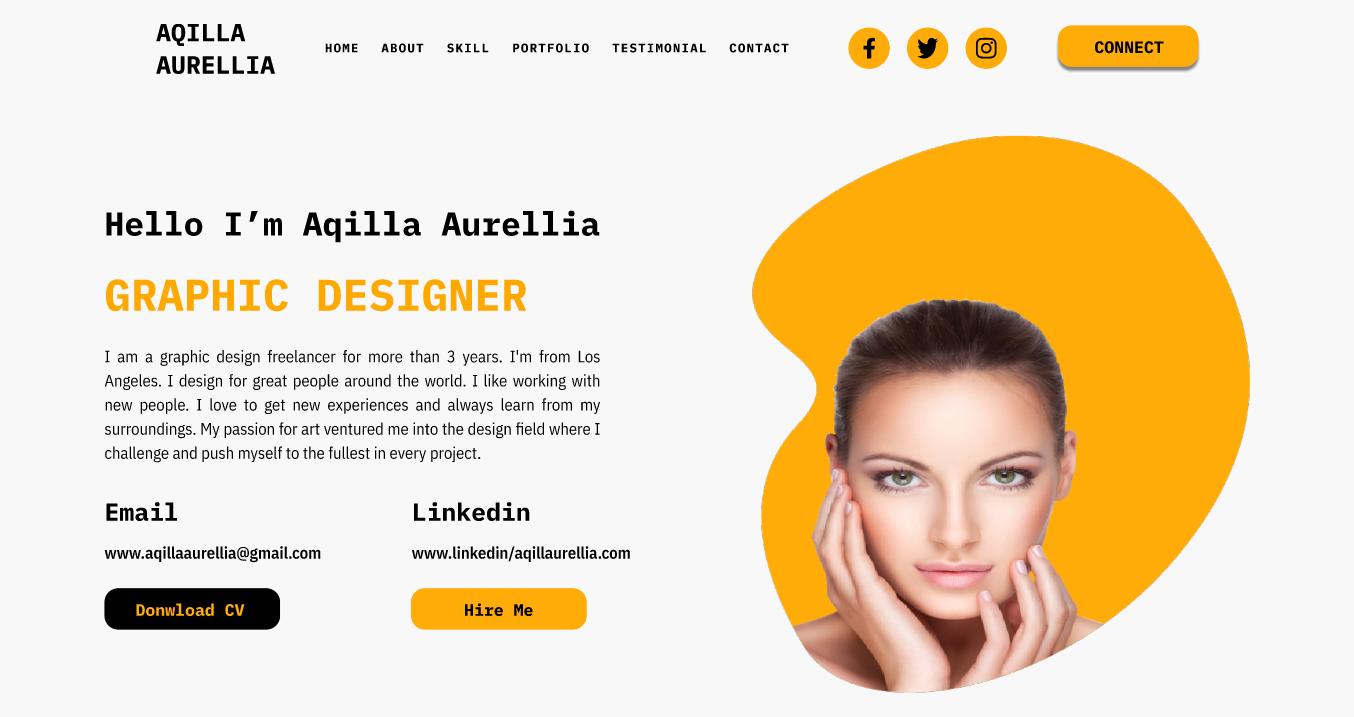 AQILLA
AURELLIA
HOME ABOUT SKILL PORTFOLIO TESTIMONIAL CONTACT
CONNECT
Hello I’m Aqilla Aurellia
GRAPHIC DESIGNER
I am a graphic design freelancer for more than 3 years. I'm from Los
Angeles. I design for great people around the world. I like working with
new people. I love to get new experiences and always learn from my
surroundings. My passion for art ventured me into the design field where I
challenge and push myself to the fullest in every project.
Email
www.aqillaaurellia@gmail.com
Donwload CV
Linkedin
www.linkedin/aqillaurellia.com
Hire Me